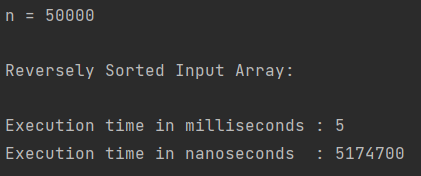 n = 50000
Reversely Sorted Input Array:
Execution time in milliseconds : 5
Execution time in nanoseconds  : 5174700